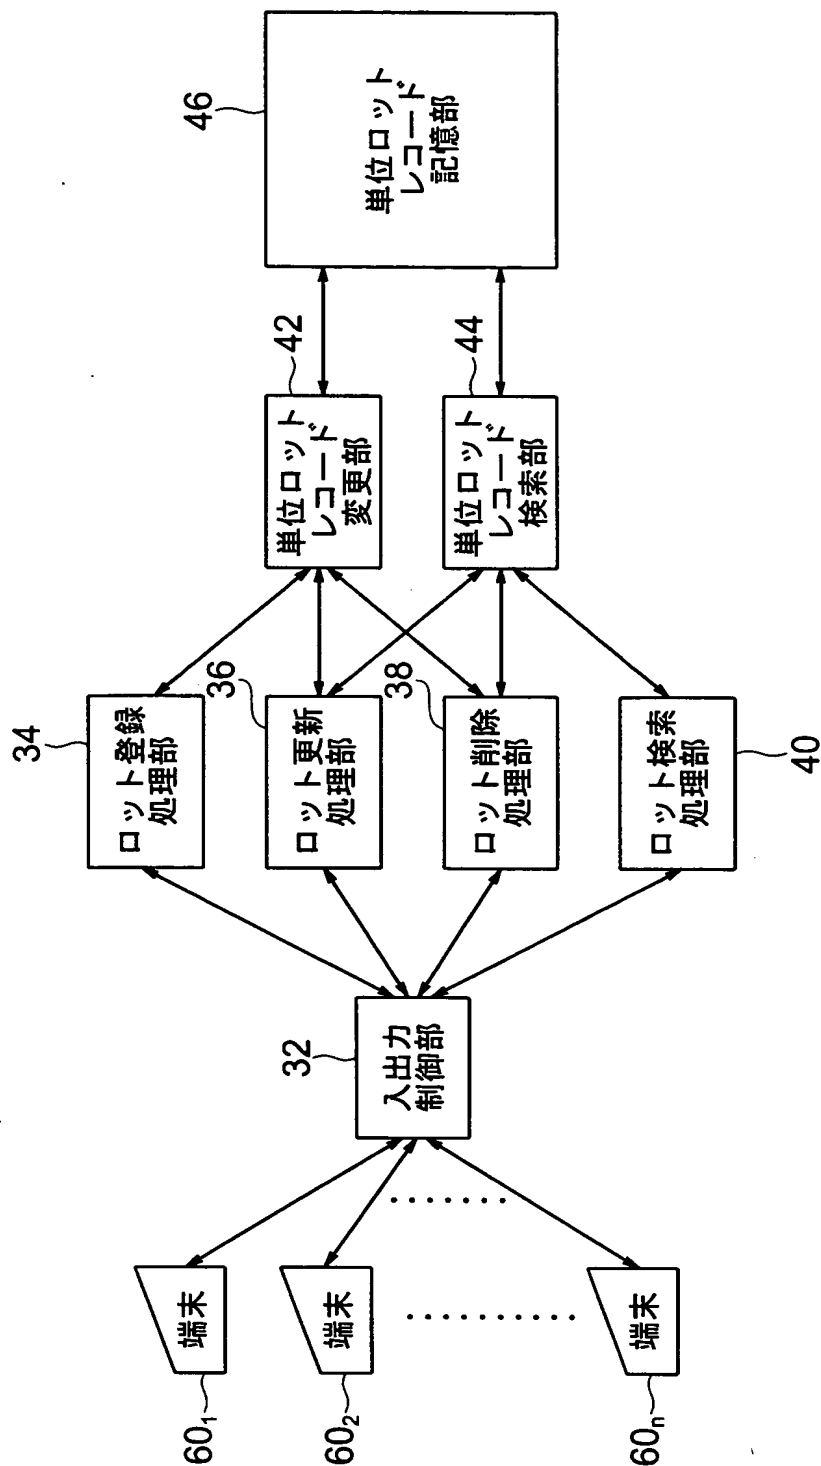 46
単位ロット
レコード
記憶部
42
単位ロット
レコード
変更部
44
単位ロット
レコード
検索部
34
ロット登録
処理部
36
ロット更新
処理部
38
ロット削除
処理部
40
ロット検索
処理部
32
入出力
制御部
端末
60₁
端末
60₂
端末
60ₙ